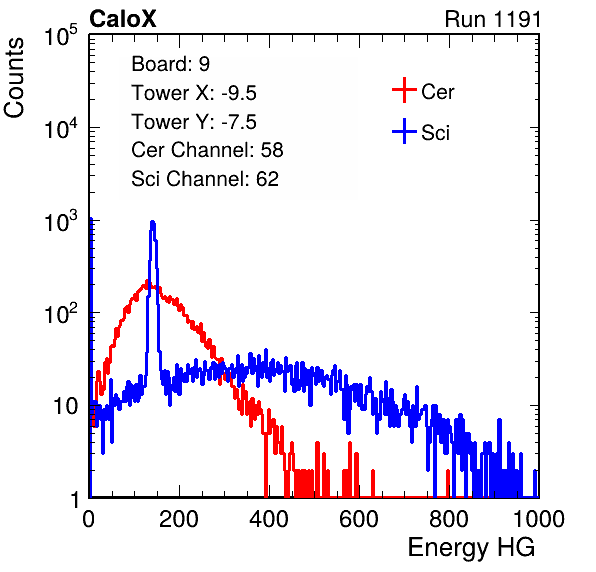 CaloX Run 1191
Counts
Board: 9
Tower X: -9.5
Tower Y: -7.5
Cer Channel: 58
Sci Channel: 62
Cer
Sci
10^5
10^4
10^3
10^2
10
1
0 200 400 600 800 1000
Energy HG